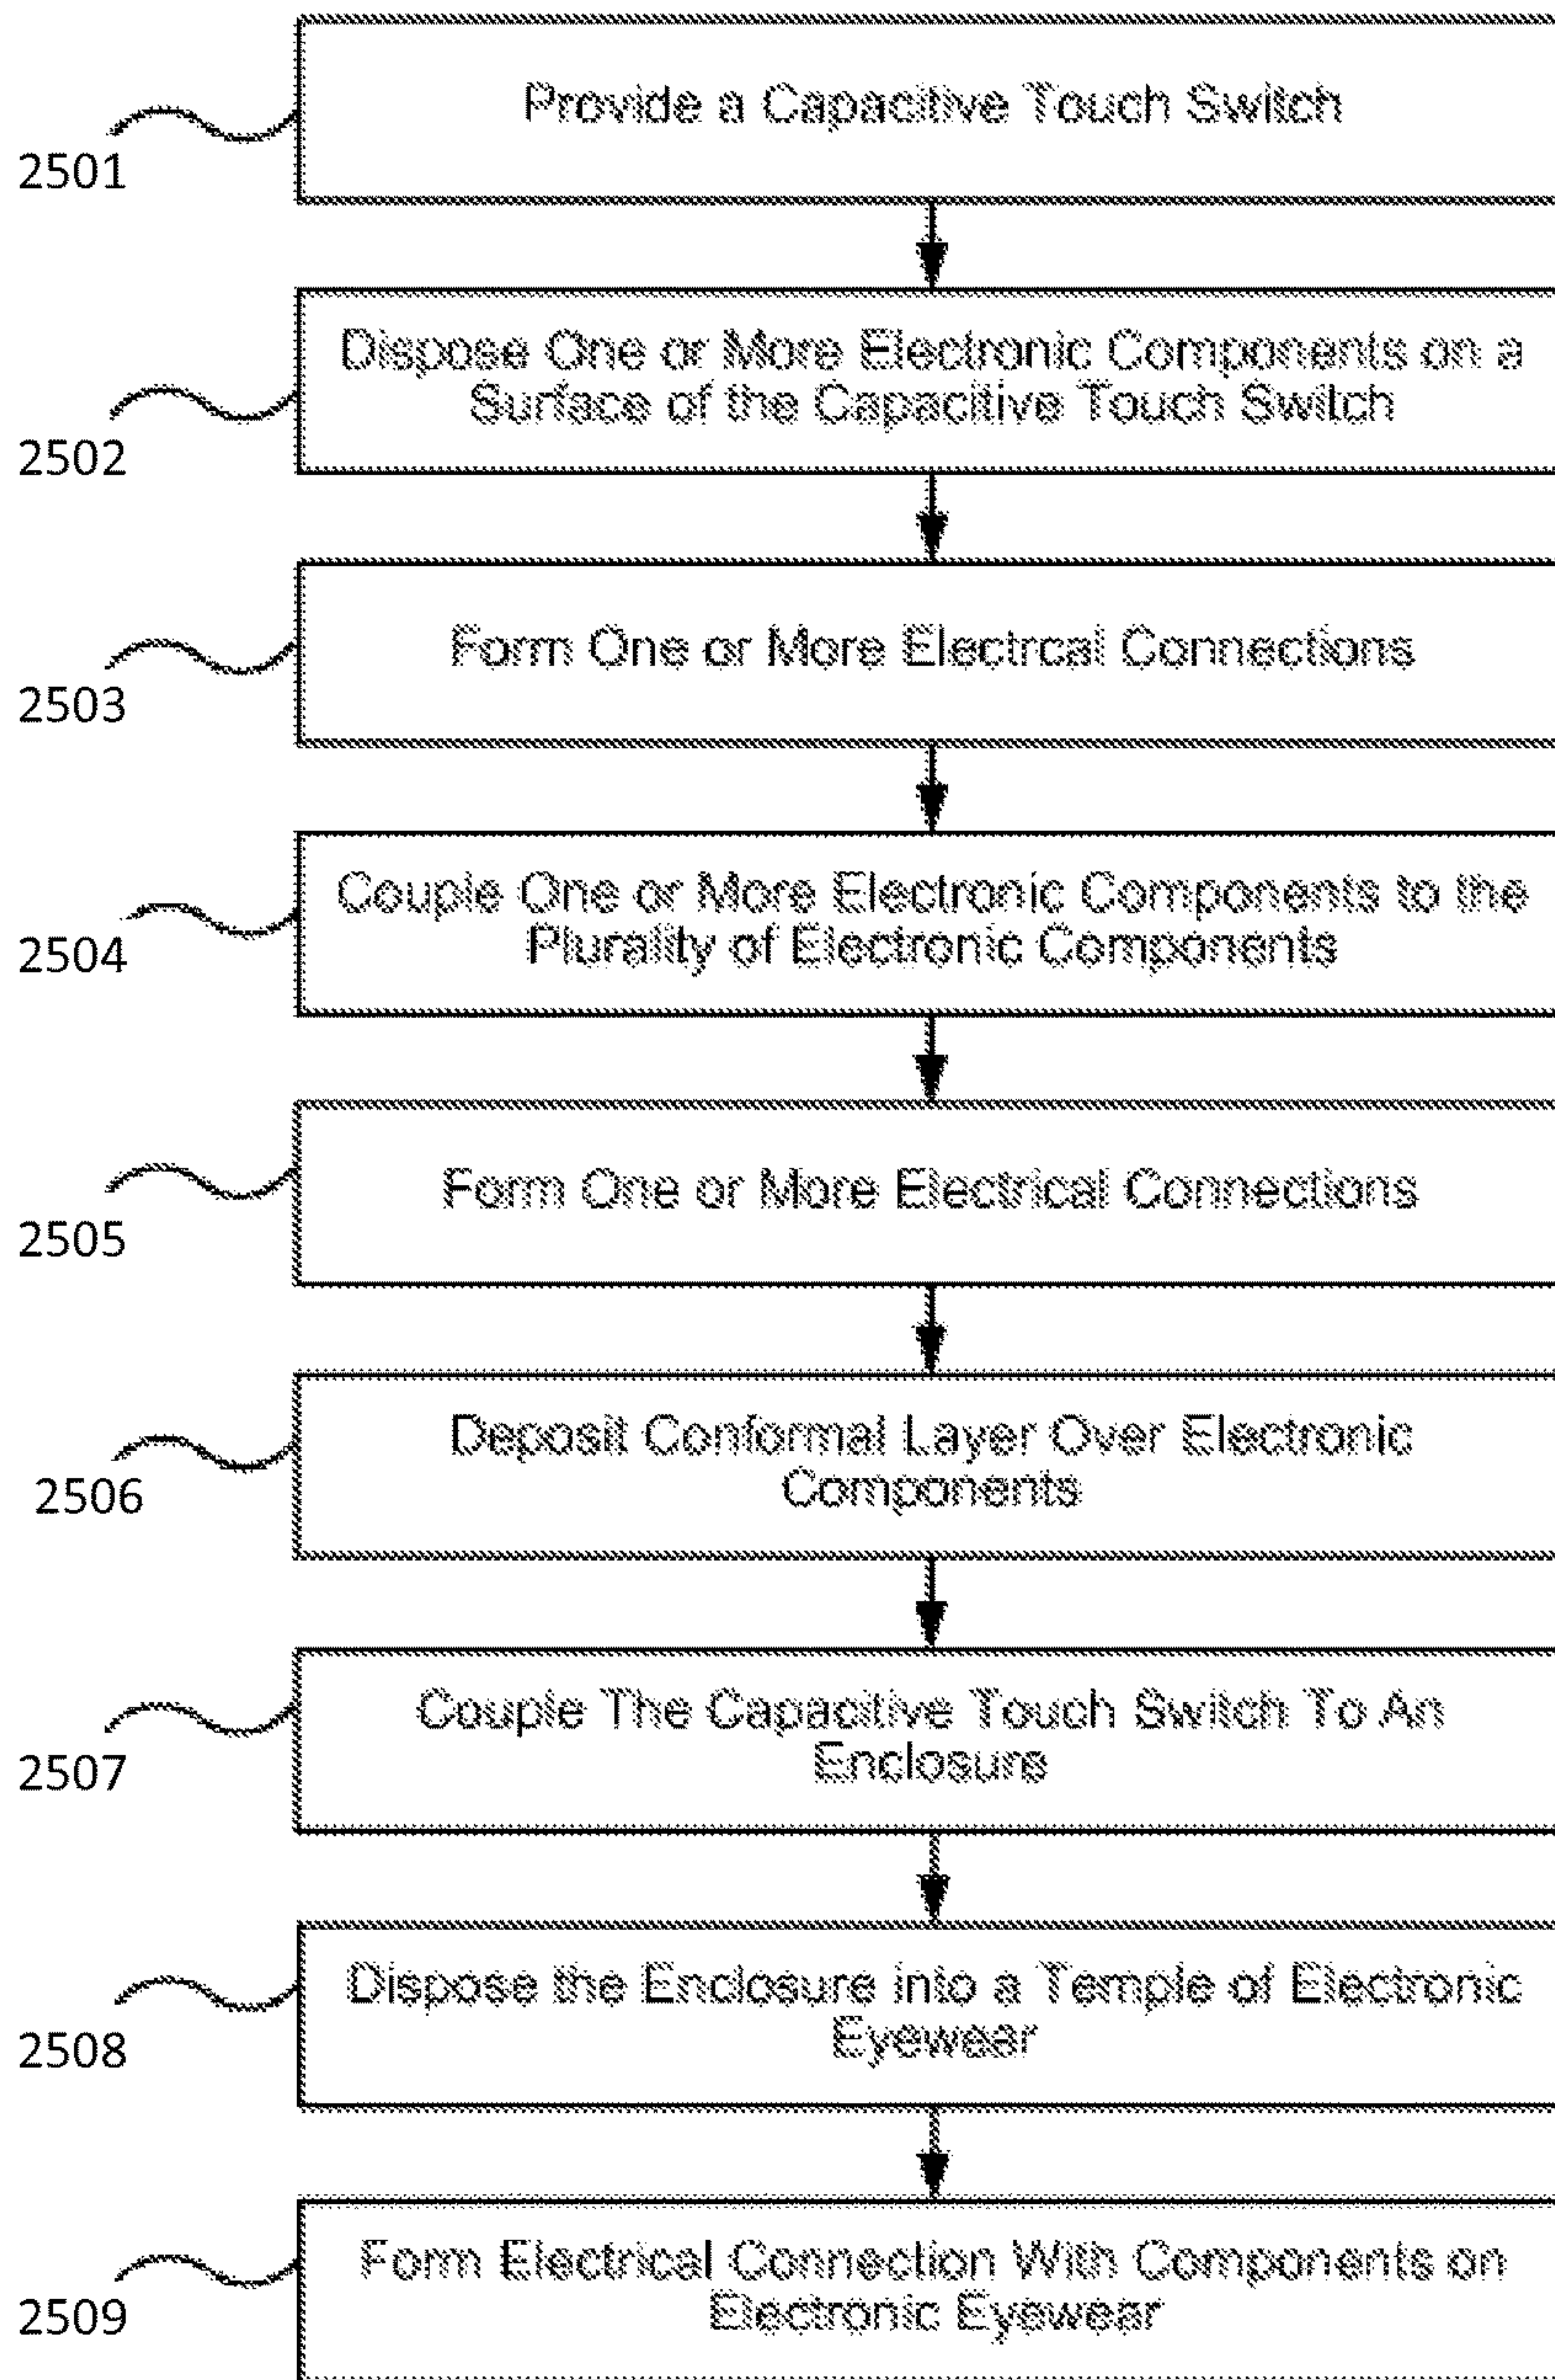 Provide a Capacitive Touch Switch
2501
Dispose One or More Electronic Components on a
Surface of the Capacitive Touch Switch
2502
Form One or More Electrcal Connections
2503
Couple One or More Electronic Components to the
Plurality of Electronic Components
2504
Form One or More Electrical Connections
2505
Deposit Conformal Layer Over Electronic
Components
2506
Couple The Capacitive Touch Switch To An
Enclosure
2507
Dispose the Enclosure into a Temple of Electronic
Eyewear
2508
Form Electrical Connection With Components on
Electronic Eyewear
2509